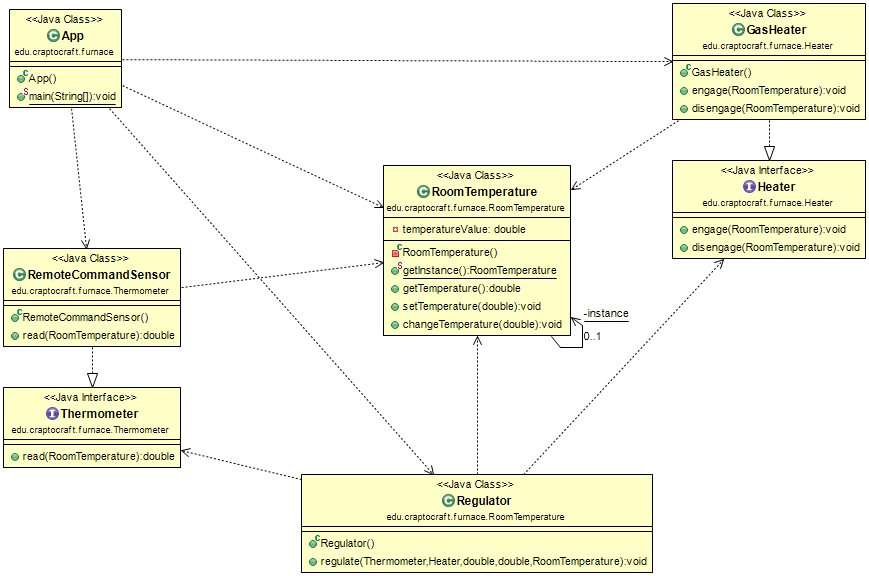 <<Java Class>>
App
edu.craptocraft.furnace
App()
main(String[]):void
<<Java Class>>
GasHeater
edu.craptocraft.furnace.Heater
GasHeater()
engage(RoomTemperature):void
disengage(RoomTemperature):void
<<Java Class>>
RoomTemperature
edu.craptocraft.furnace.RoomTemperature
temperatureValue: double
RoomTemperature()
getInstance():RoomTemperature
getTemperature():double
setTemperature(double):void
changeTemperature(double):void
-instance
0..1
<<Java Interface>>
Heater
edu.craptocraft.furnace.Heater
engage(RoomTemperature):void
disengage(RoomTemperature):void
<<Java Class>>
RemoteCommandSensor
edu.craptocraft.furnace.Thermometer
RemoteCommandSensor()
read(RoomTemperature):double
<<Java Interface>>
Thermometer
edu.craptocraft.furnace.Thermometer
read(RoomTemperature):double
<<Java Class>>
Regulator
edu.craptocraft.furnace.RoomTemperature
Regulator()
regulate(Thermometer,Heater,double,double,RoomTemperature):void